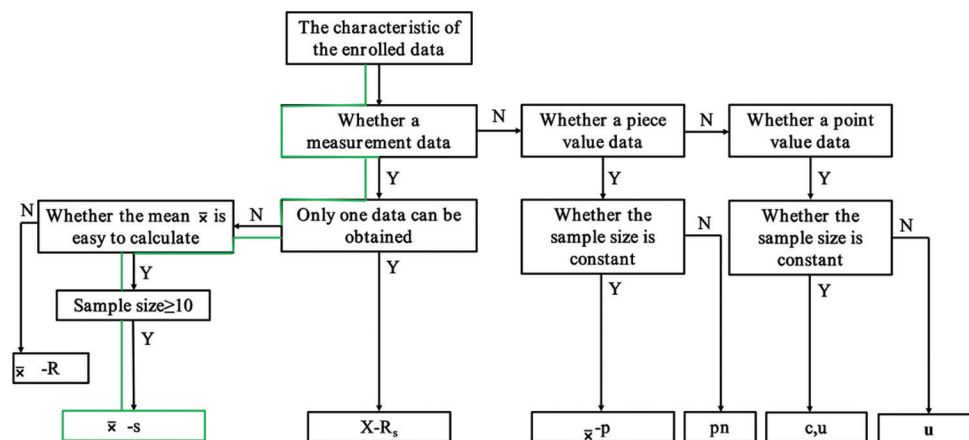 The characteristic of
the enrolled data
Whether a
measurement data
N
Whether a piece
value data
N
Whether a point
value data
Y
Y
Y
N
Whether the mean x̄ is
easy to calculate
N
Only one data can be
obtained
Whether the
sample size is
constant
N
Whether the
sample size is
constant
N
Y
Sample size≥10
Y
Y
Y
Y
x̄ -R
x̄ -s
X-Rₛ
x̄-p
pn
c,u
u